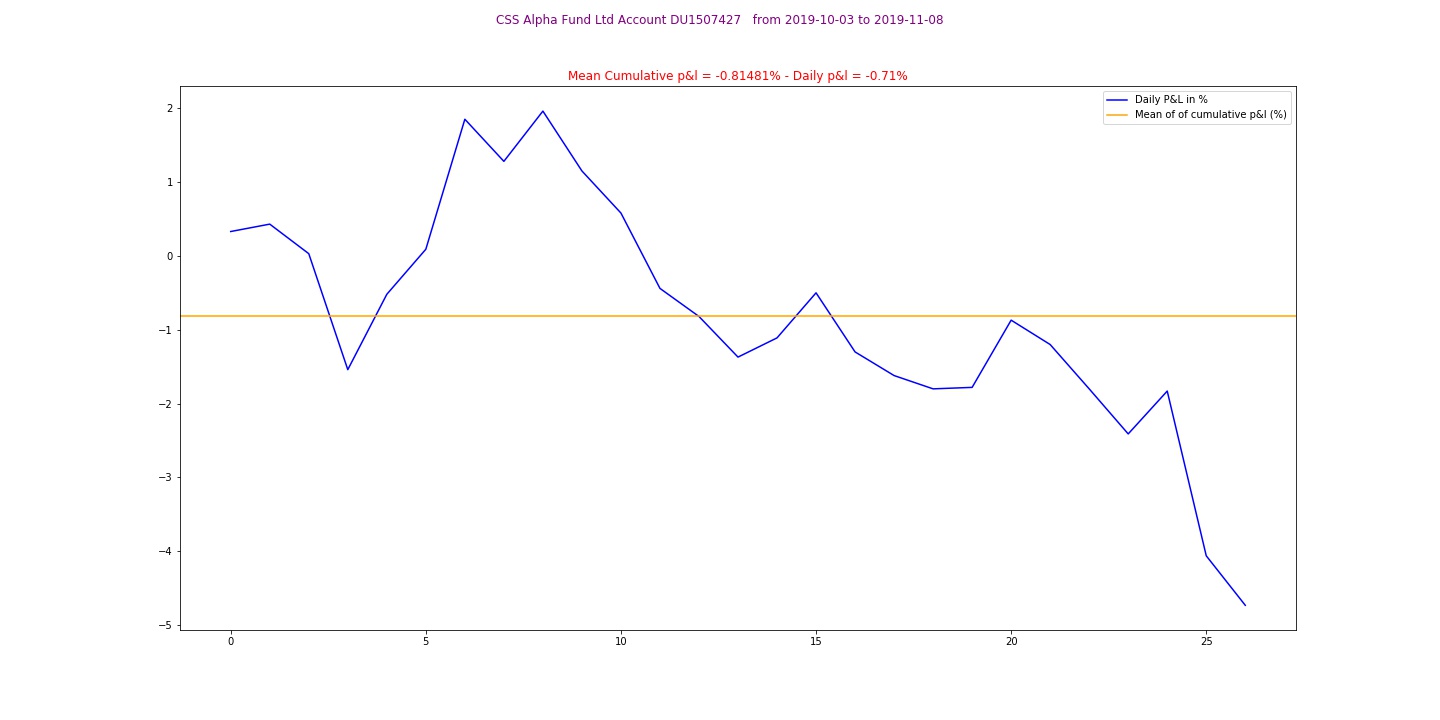 CSS Alpha Fund Ltd Account DU1507427 from 2019-10-03 to 2019-11-08
Mean Cumulative p&l = -0.81481% - Daily p&l = -0.71%
Daily P&L in %
Mean of of cumulative p&l (%)
2
1
0
−1
−2
−3
−4
−5
0 5 10 15 20 25